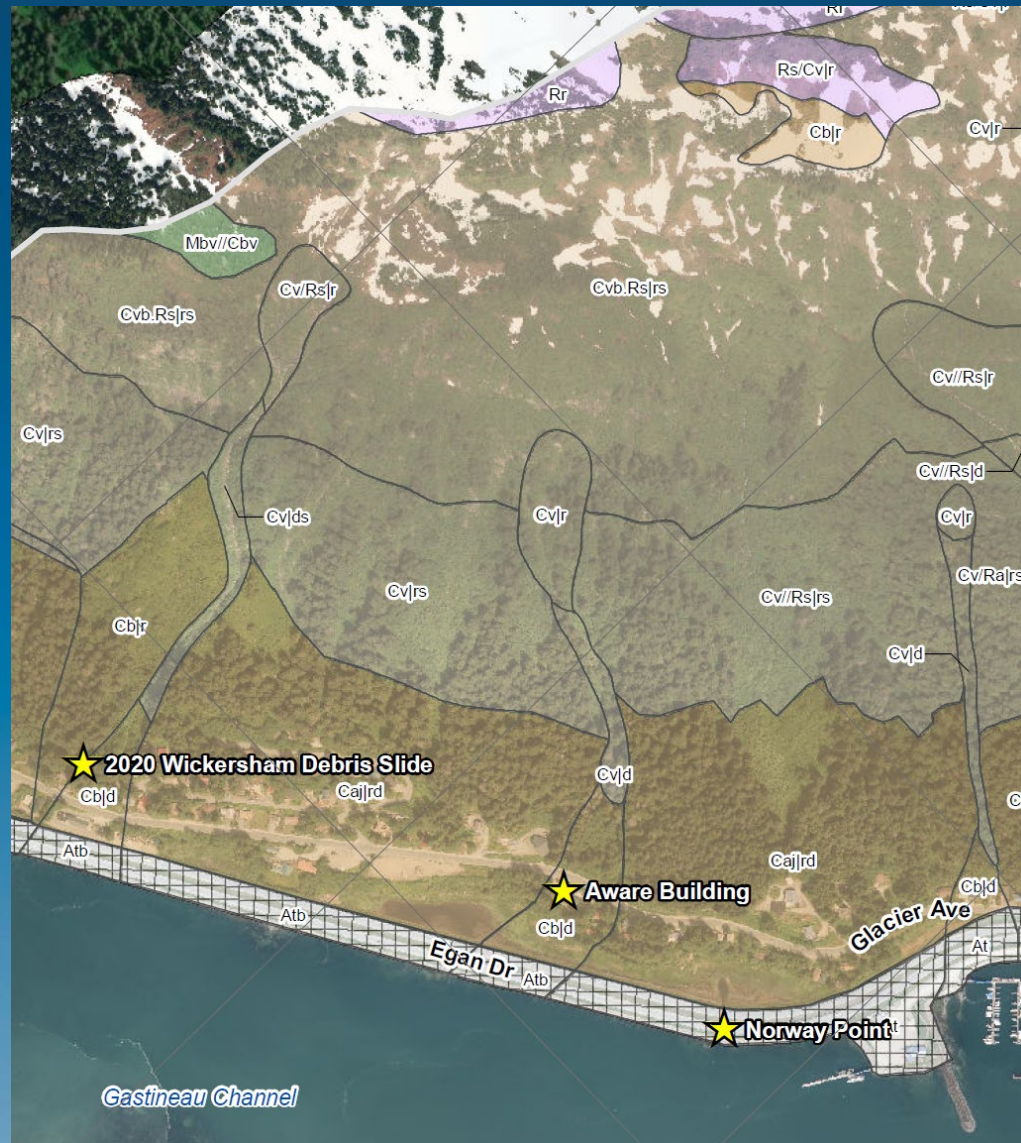 Rr
Rs/Cv|r
Cb|r
Cv|r
Mbv//Cbv
Cv/Rs|r
Cvb.Rs|rs
Cvb.Rs|rs
Cv//Rs|r
Cv|rs
Cv//Rs|d
Cv|ds
Cv|r
Cv|r
Cv|rs
Cv//Rs|rs
Cv/Ra|rs
Cb|r
Cv|d
2020 Wickersham Debris Slide
Cv|d
Cb|d
Caj|rd
Atb
Caj|rd
Aware Building
Cb|d
Glacier Ave
Atb
Cb|d
Egan Dr
At
Atb
Norway Point
Gastineau Channel